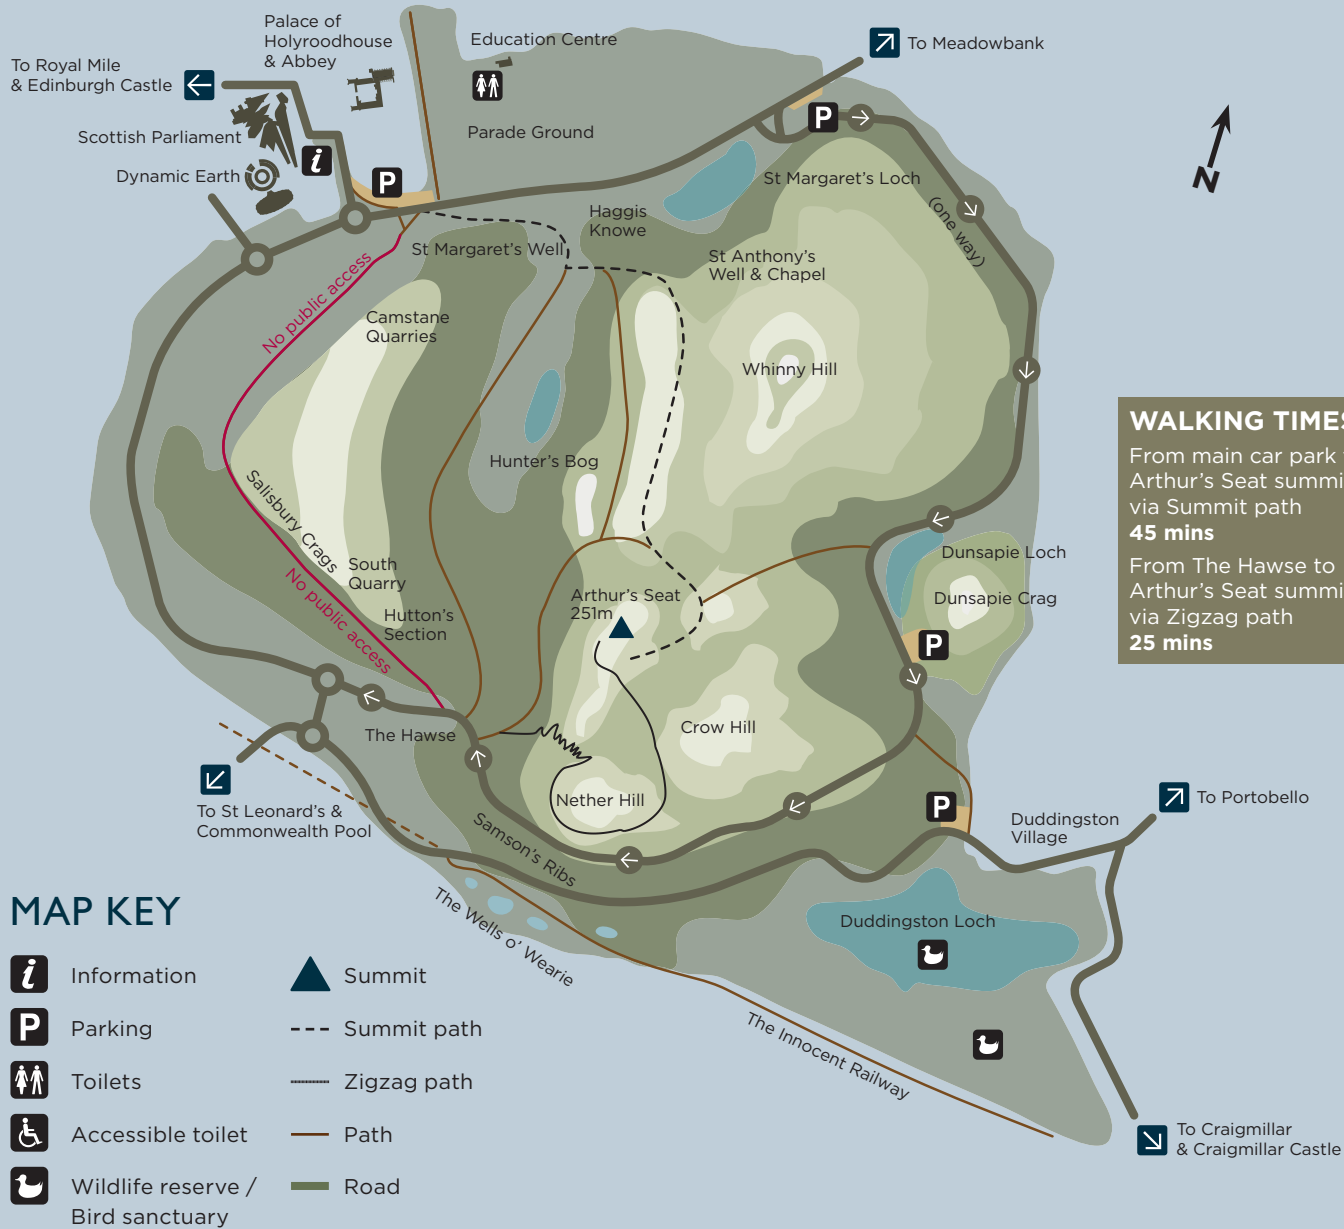 Palace of
Holyroodhouse
& Abbey
Education Centre
To Meadowbank
To Royal Mile
& Edinburgh Castle
Scottish Parliament
i
Parade Ground
P
P
Dynamic Earth
St Margaret's Loch
N
(one way)
Haggis
Knowe
St Margaret's Well
St Anthony's
Well & Chapel
No public access
Camstane
Quarries
Whinny Hill
WALKING TIMES
From main car park
Arthur's Seat
via Summit path
45 mins
From The Hawse to
Arthur's Seat
via Zigzag path
25 mins
Hunter's Bog
Salisbury Crags
South
Quarry
No public access
Hutton's
Section
Arthur's Seat
251m
Dunsapie Loch
Dunsapie Crag
P
The Hawse
Crow Hill
Nether Hill
To St Leonard's &
Commonwealth Pool
Samson's Ribs
P
Duddingston
Village
To Portobello
The Wells o' Wearie
Duddingston Loch
The Innocent Railway
To Craigmillar
& Craigmillar Castle
MAP KEY
i Information
P Parking
Toilets
Accessible toilet
Wildlife reserve /
Bird sanctuary
Summit
Summit path
Zigzag path
Path
Road